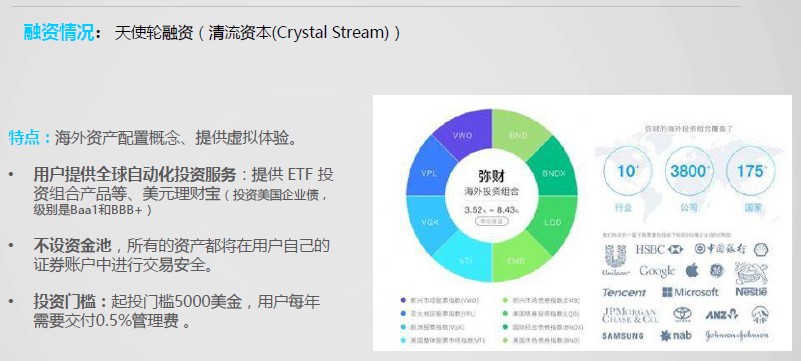 融资情况： 天使轮融资（清流资本(Crystal Stream)）
特点：海外资产配置概念、提供虚拟体验。
• 用户提供全球自动化投资服务：提供 ETF 投
资组合产品等、美元理财宝（投资美国企业债，
级别是Baa1和BBB+）
• 不设资金池，所有的资产都将在用户自己的
证券账户中进行交易安全。
• 投资门槛：起投门槛5000美金，用户每年
需要交付0.5%管理费 。
VWO
BND
VPL
BNDX
VGK
LQD
VTI
EMB
弥财
海外投资组合
3.52% ~ 8.43%
新兴市场股票指数(VWO)
亚太地区股票指数(VPL)
欧洲股票指数(VGK)
美国整体股票市场指数(VTI)
新兴市场债券指数(EMB)
美国债券投资指数(LQD)
国际综合债券指数(BNDX)
美国市场债券指数(BND)
弥财的海外投资组合覆盖了
10+
3800+
175+
行业
公司
国家
Unilever
HSBC
中国银行
Google
GE
Tencent
Microsoft
Nestle
JPMORGAN
CHASE & CO.
TOYOTA
ANZ
VIP
SAMSUNG
nab
Johnson&Johnson